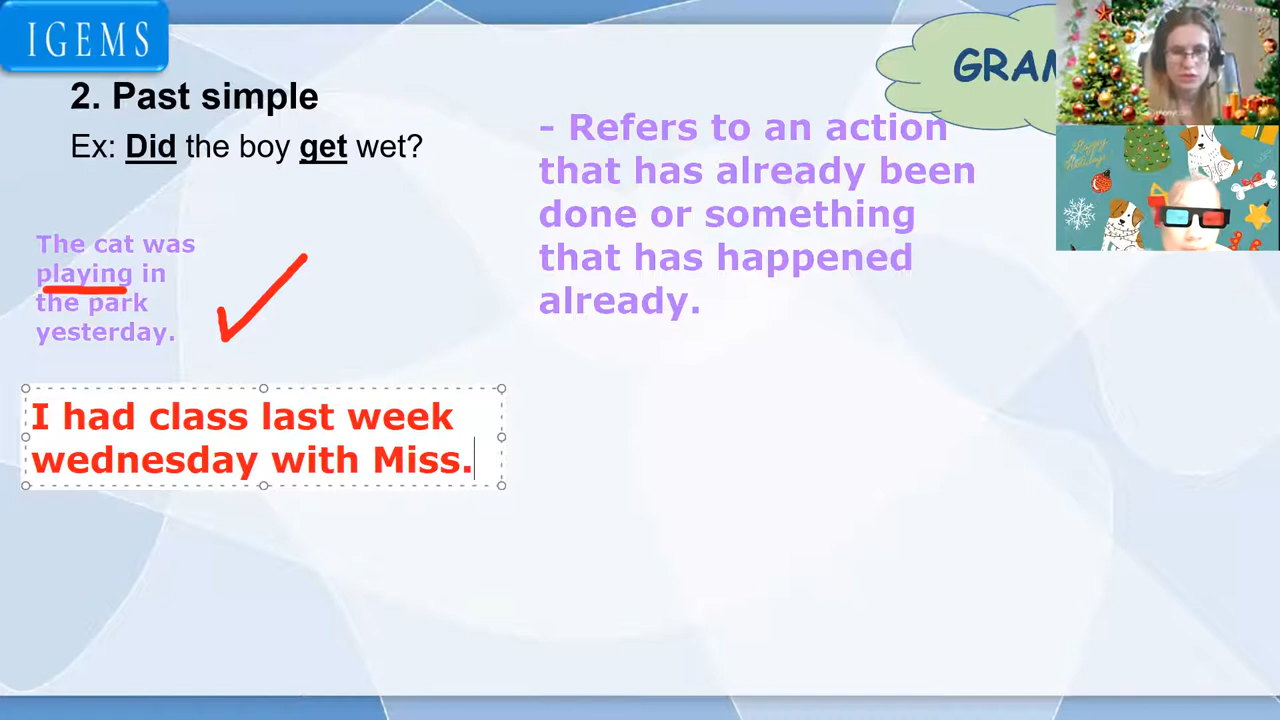 IGEMS
2. Past simple
Ex: Did the boy get wet?
GRAM
- Refers to an action
that has already been
done or something
that has happened
already.
The cat was
playing in
the park
yesterday.
I had class last week
wednesday with Miss.
Happy
Holidays